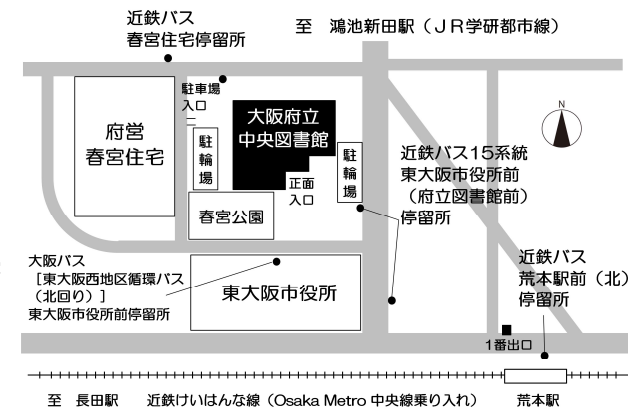 近鉄バス
春宮住宅停留所
至　鴻池新田駅（ＪＲ学研都市線）
駐車場
入口
府営
春宮住宅
大阪府立
中央図書館
駐
輪
場
駐
輪
場
正面
入口
春宮公園
N
近鉄バス15系統
東大阪市役所前
（府立図書館前）
停留所
大阪バス
［東大阪西地区循環バス
（北回り）］
東大阪市役所前停留所
東大阪市役所
近鉄バス
荒本駅前（北）
停留所
1番出口
至　長田駅　　近鉄けいはんな線（Osaka Metro 中央線乗り入れ）　　荒本駅